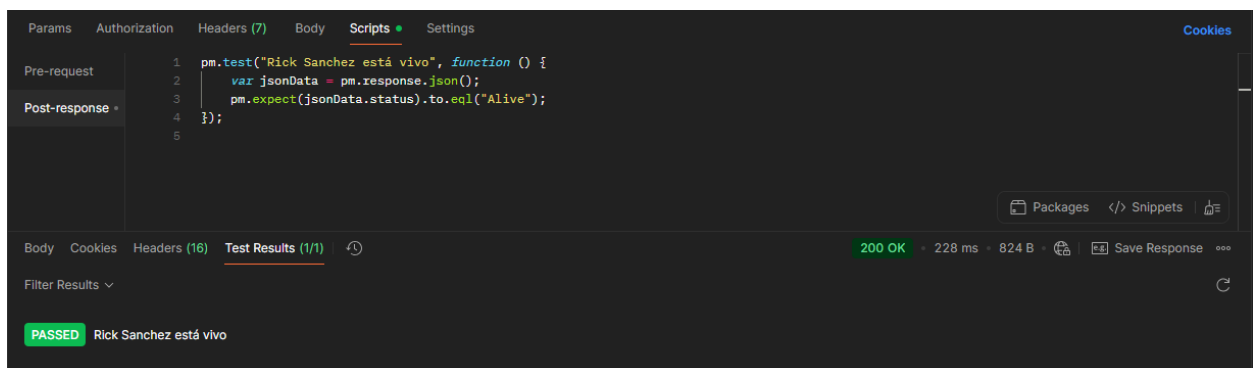 Params Authorization Headers (7) Body Scripts Settings Cookies
Pre-request
Post-response
1 pm.test("Rick Sanchez está vivo", function () {
2 var jsonData = pm.response.json();
3 pm.expect(jsonData.status).to.eql("Alive");
4 });
5
Packages </> Snippets
Body Cookies Headers (16) Test Results (1/1) 200 OK 228 ms 824 B e.g. Save Response
Filter Results
PASSED Rick Sanchez está vivo